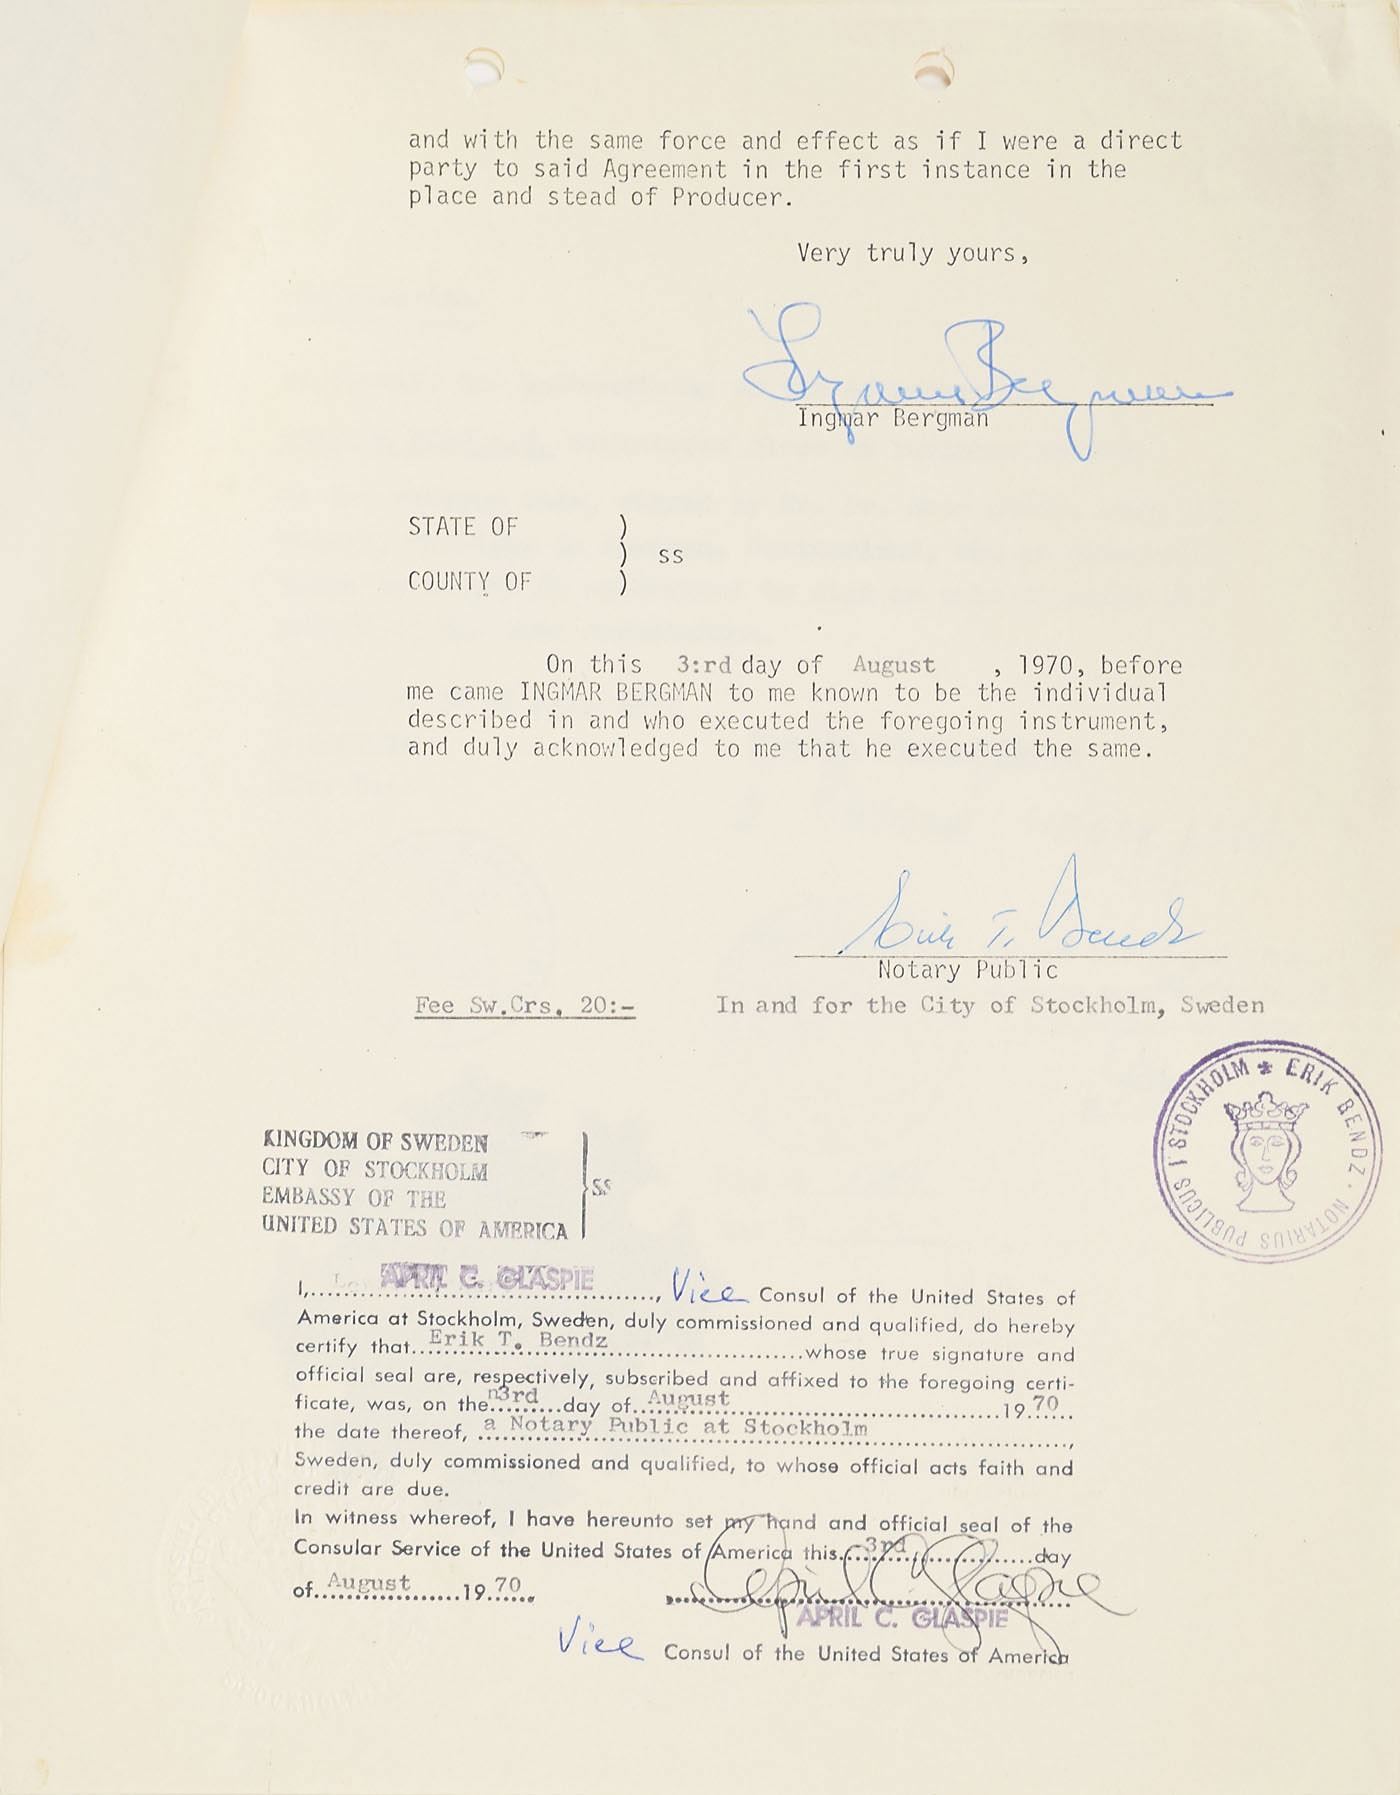 and with the same force and effect as if I were a direct
party to said Agreement in the first instance in the
place and stead of Producer.
Very truly yours,
Ingmar Bergman
Ingmar Bergman
STATE OF )
) ss
COUNTY OF )
On this 3:rd day of August , 1970, before
me came INGMAR BERGMAN to me known to be the individual
described in and who executed the foregoing instrument,
and duly acknowledged to me that he executed the same.
Erik T. Bendz
Notary Public
Fee Sw.Crs. 20:- In and for the City of Stockholm, Sweden
ERIK BENDZ · NOTARIUS PUBLICUS I STOCKHOLM *
KINGDOM OF SWEDEN
CITY OF STOCKHOLM
EMBASSY OF THE
UNITED STATES OF AMERICA
SS
I, APRIL C. GLASPIE, Vice Consul of the United States of
America at Stockholm, Sweden, duly commissioned and qualified, do hereby
certify that Erik T. Bendz whose true signature and
official seal are, respectively, subscribed and affixed to the foregoing certi-
ficate, was, on the n3rd day of August 1970
the date thereof, a Notary Public at Stockholm,
Sweden, duly commissioned and qualified, to whose official acts faith and
credit are due.
In witness whereof, I have hereunto set my hand and official seal of the
Consular Service of the United States of America this 3rd day
of August 1970. April C. Glaspie
APRIL C. GLASPIE
Vice Consul of the United States of America